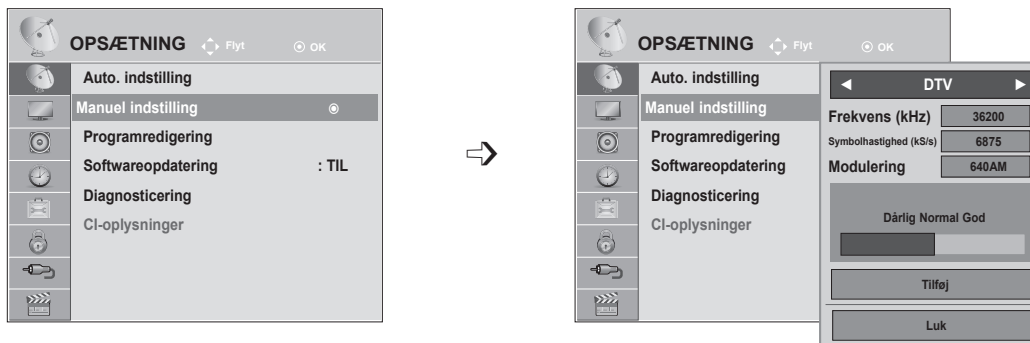 OPSÆTNING Flyt OK
Auto. indstilling
Manuel indstilling
Programredigering
Softwareopdatering : TIL
Diagnosticering
CI-oplysninger
OPSÆTNING Flyt OK
Auto. indstilling
Manuel indstilling
Programredigering
Softwareopdatering
Diagnosticering
CI-oplysninger
DTV
Frekvens (kHz) 36200
Symbolhastighed (kS/s) 6875
Modulering 640AM
Dårlig Normal God
Tilføj
Luk